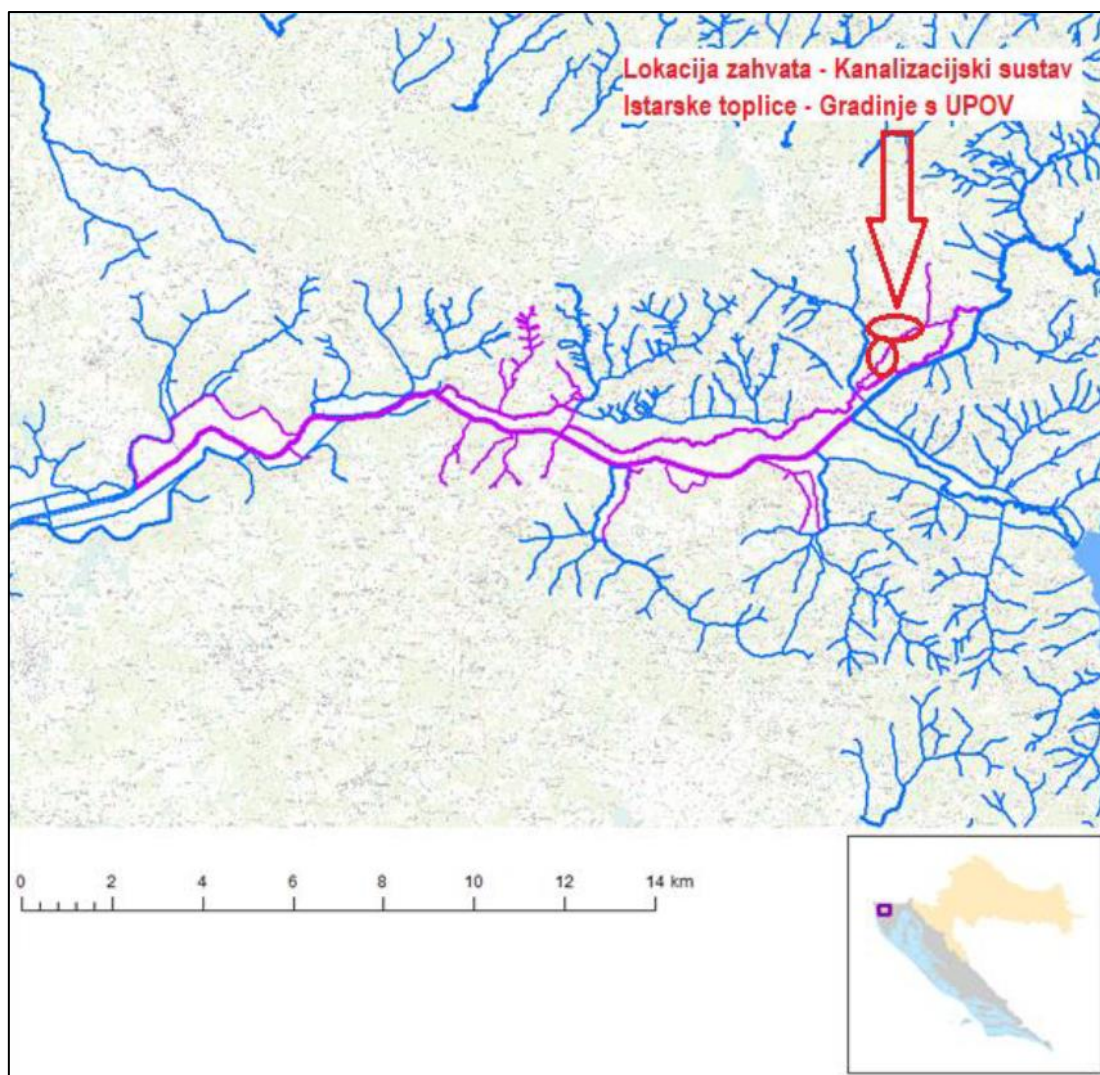 Lokacija zahvata - Kanalizacijski sustav
Istarske toplice - Gradinje s UPOV
0 2 4 6 8 10 12 14 km